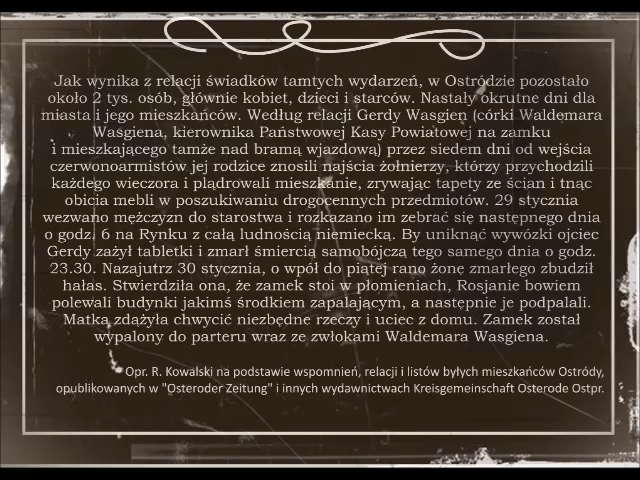 Jak wynika z relacji świadków tamtych wydarzeń, w Ostródzie pozostało
około 2 tys. osób, głównie kobiet, dzieci i starców. Nastały okrutne dni dla
miasta i jego mieszkańców. Według relacji Gerdy Wasgien (córki Waldemara
Wasgiena, kierownika Państwowej Kasy Powiatowej na zamku
i mieszkającego tamże nad bramą wjazdową) przez siedem dni od wejścia
czerwonoarmistów jej rodzice znosili najścia żołnierzy, którzy przychodzili
każdego wieczora i plądrowali mieszkanie, zrywając tapety ze ścian i tnąc
obicia mebli w poszukiwaniu drogocennych przedmiotów. 29 stycznia
wezwano mężczyzn do starostwa i rozkazano im zebrać się następnego dnia
o godz. 6 na Rynku z całą ludnością niemiecką. By uniknąć wywózki ojciec
Gerdy zażył tabletki i zmarł śmiercią samobójczą tego samego dnia o godz.
23.30. Nazajutrz 30 stycznia, o wpół do piątej rano żonę zmarłego zbudził
hałas. Stwierdziła ona, że zamek stoi w płomieniach, Rosjanie bowiem
polewali budynki jakimś środkiem zapalającym, a następnie je podpalali.
Matka zdążyła chwycić niezbędne rzeczy i uciec z domu. Zamek został
wypalony do parteru wraz ze zwłokami Waldemara Wasgiena.
Opr. R. Kowalski na podstawie wspomnień, relacji i listów byłych mieszkańców Ostródy,
opublikowanych w "Osteroder Zeitung" i innych wydawnictwach Kreisgemeinschaft Osterode Ostpr.